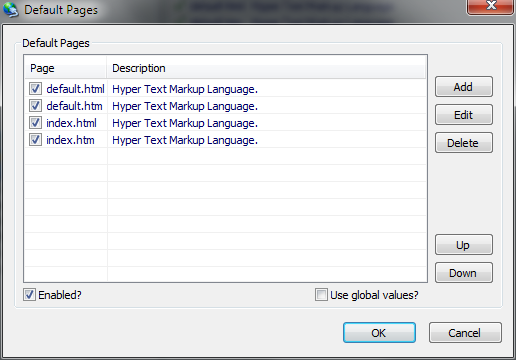 Default Pages
Default Pages
Page Description
default.html Hyper Text Markup Language.
default.htm Hyper Text Markup Language.
index.html Hyper Text Markup Language.
index.htm Hyper Text Markup Language.
Add
Edit
Delete
Up
Down
Enabled? Use global values?
OK Cancel